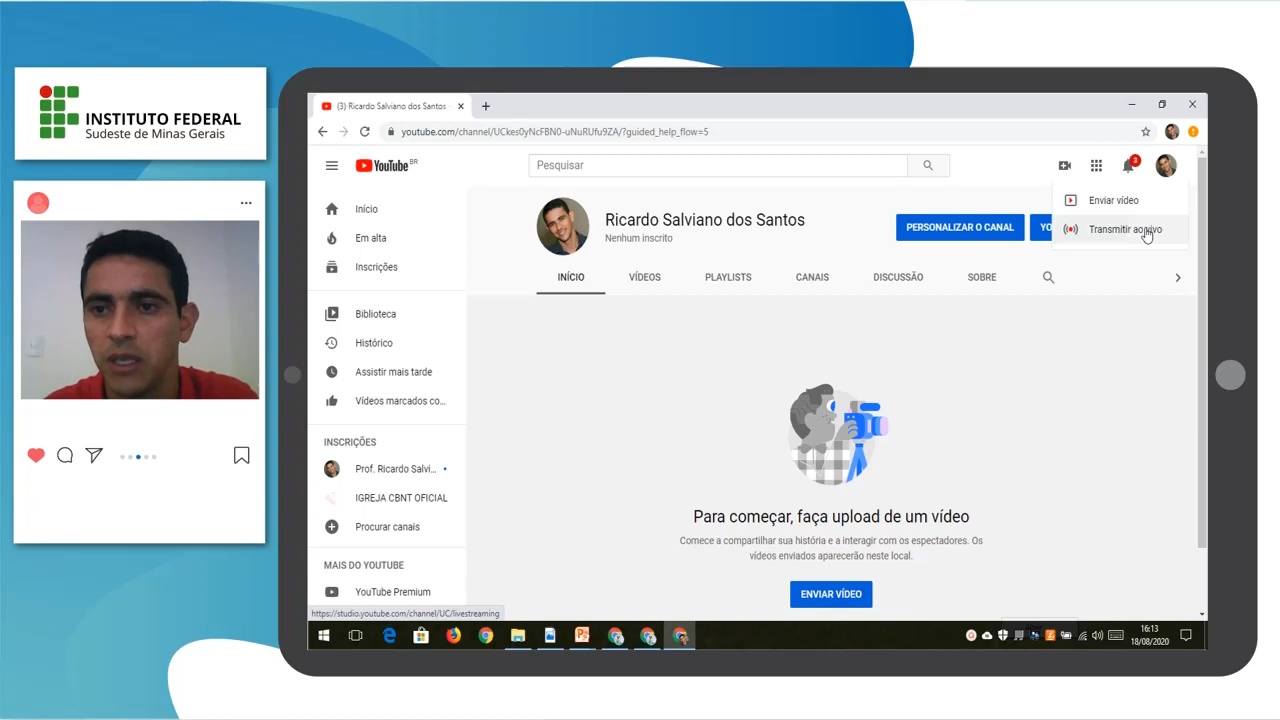 INSTITUTO FEDERAL
Sudeste de Minas Gerais
(3) Ricardo Salviano dos Santos
youtube.com/channel/UCkes0yNcFBN0-uNuRUfu9ZA/?guided_help_flow=5
YouTube BR
Pesquisar
3
Enviar vídeo
Transmitir ao vivo
Início
Em alta
Inscrições
Biblioteca
Histórico
Assistir mais tarde
Vídeos marcados co...
INSCRIÇÕES
Prof. Ricardo Salvi...
IGREJA CBNT OFICIAL
Procurar canais
MAIS DO YOUTUBE
YouTube Premium
Ricardo Salviano dos Santos
Nenhum inscrito
PERSONALIZAR O CANAL
YO
INÍCIO
VÍDEOS
PLAYLISTS
CANAIS
DISCUSSÃO
SOBRE
Para começar, faça upload de um vídeo
Comece a compartilhar sua história e a interagir com os espectadores. Os
vídeos enviados aparecerão neste local.
ENVIAR VÍDEO
https://studio.youtube.com/channel/UC/livestreaming
16:13
18/08/2020